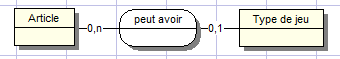 Article
0,n
peut avoir
0,1
Type de jeu